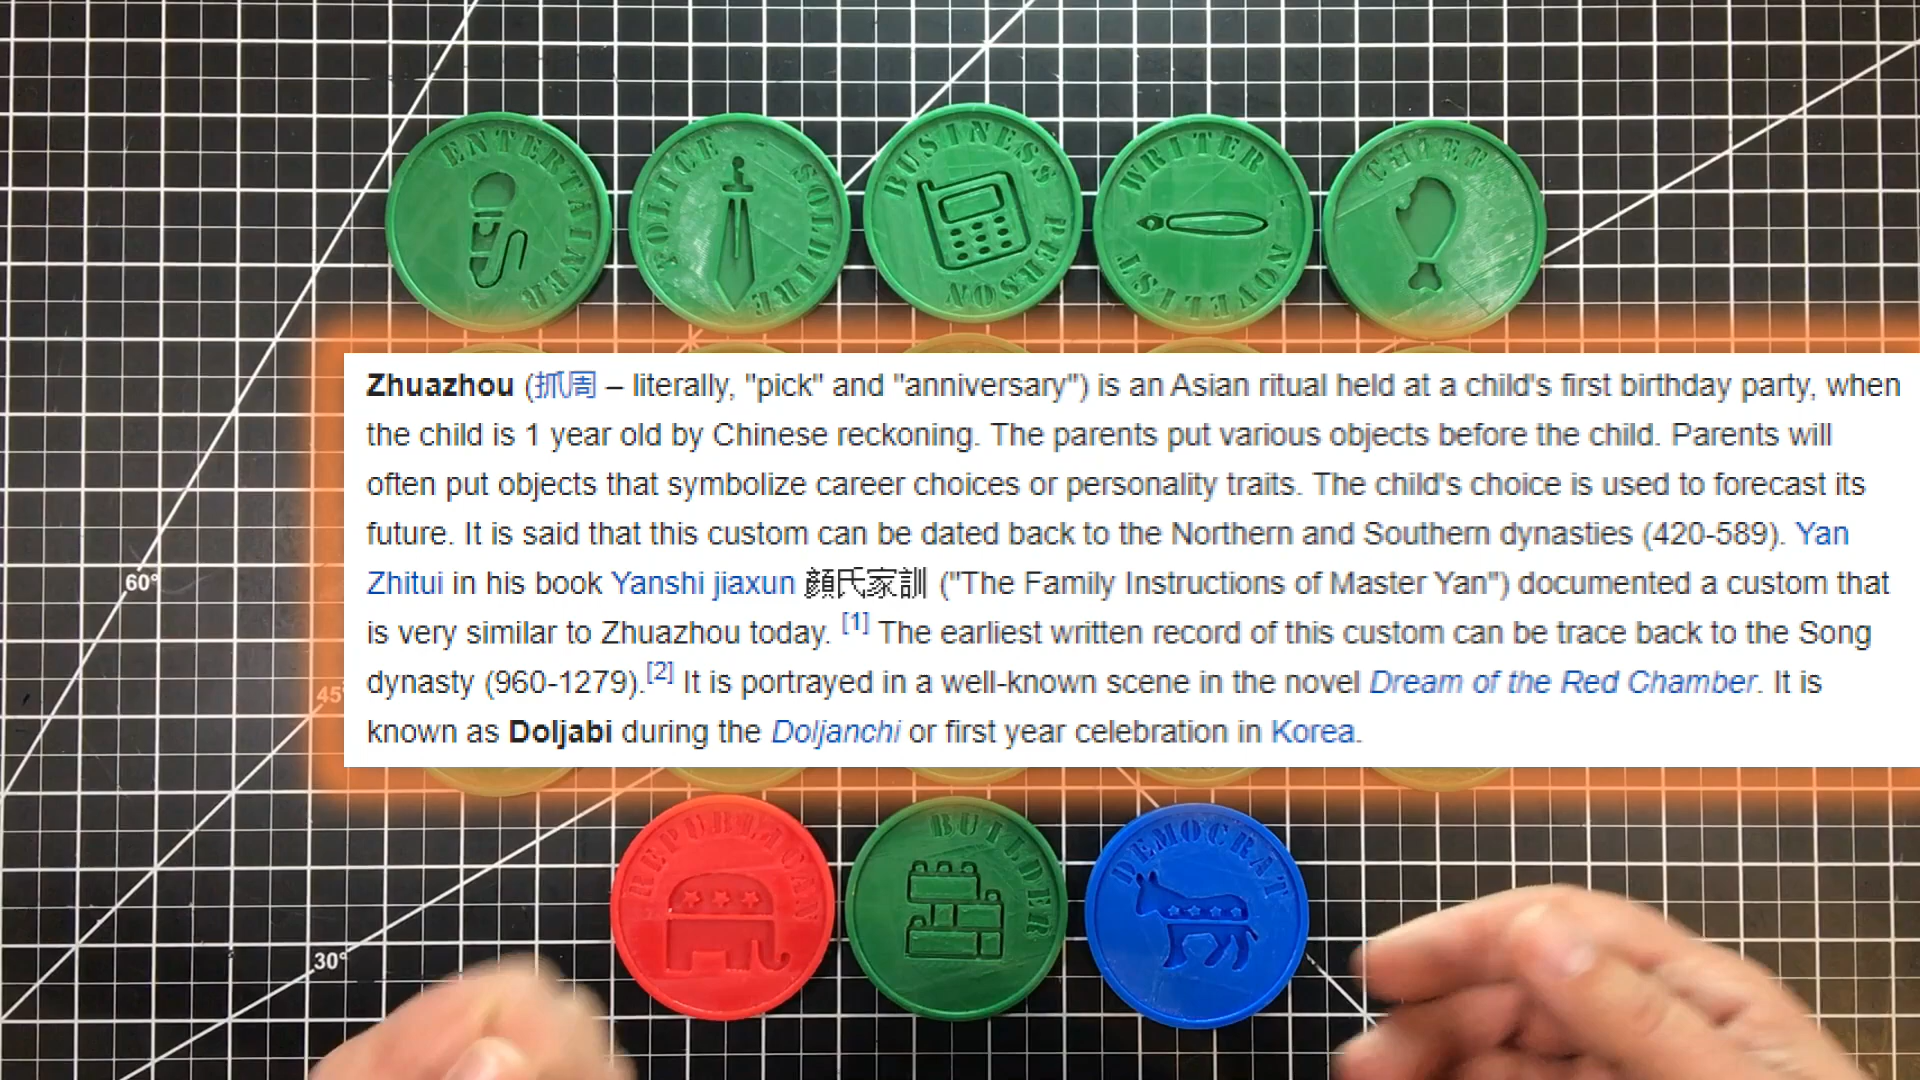 ENTERTAINER
POLICE - SOLDIRE
BUSINESS PERSON
WRITER - NOVELIST
CHIEF
Zhuazhou (抓周 – literally, "pick" and "anniversary") is an Asian ritual held at a child's first birthday party, when
the child is 1 year old by Chinese reckoning. The parents put various objects before the child. Parents will
often put objects that symbolize career choices or personality traits. The child's choice is used to forecast its
future. It is said that this custom can be dated back to the Northern and Southern dynasties (420-589). Yan
Zhitui in his book Yanshi jiaxun 顏氏家訓 ("The Family Instructions of Master Yan") documented a custom that
is very similar to Zhuazhou today. [1] The earliest written record of this custom can be trace back to the Song
dynasty (960-1279).[2] It is portrayed in a well-known scene in the novel Dream of the Red Chamber. It is
known as Doljabi during the Doljanchi or first year celebration in Korea.
60°
45°
30°
REPUBLICAN
BUILDER
DEMOCRAT